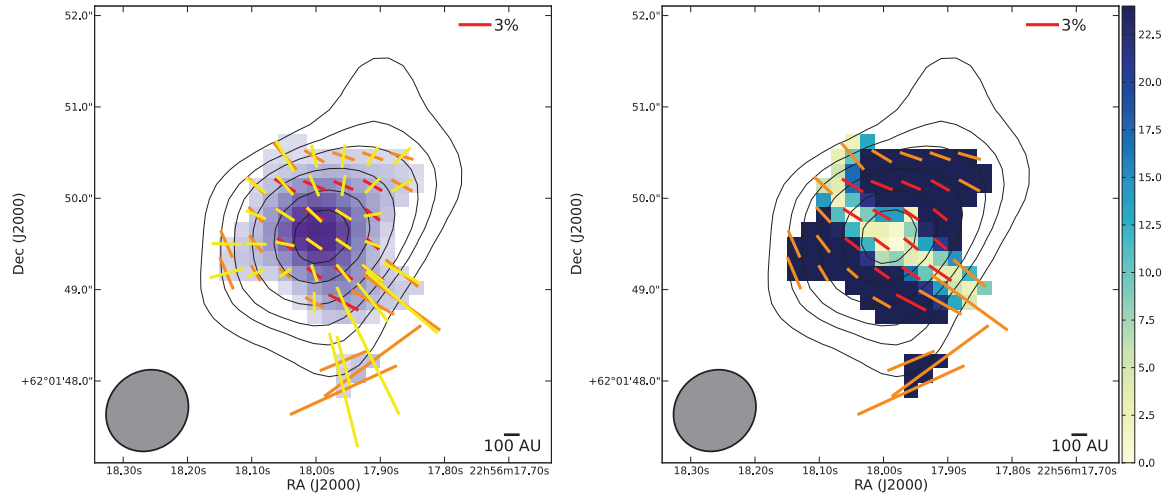 52.0"
3%
51.0"
50.0"
49.0"
+62°01'48.0"
Dec (J2000)
100 AU
18.30s 18.20s 18.10s 18.00s 17.90s 17.80s 22h56m17.70s
RA (J2000)
52.0"
3%
51.0"
50.0"
49.0"
+62°01'48.0"
Dec (J2000)
100 AU
18.30s 18.20s 18.10s 18.00s 17.90s 17.80s 22h56m17.70s
RA (J2000)
22.5
20.0
17.5
15.0
12.5
10.0
7.5
5.0
2.5
0.0